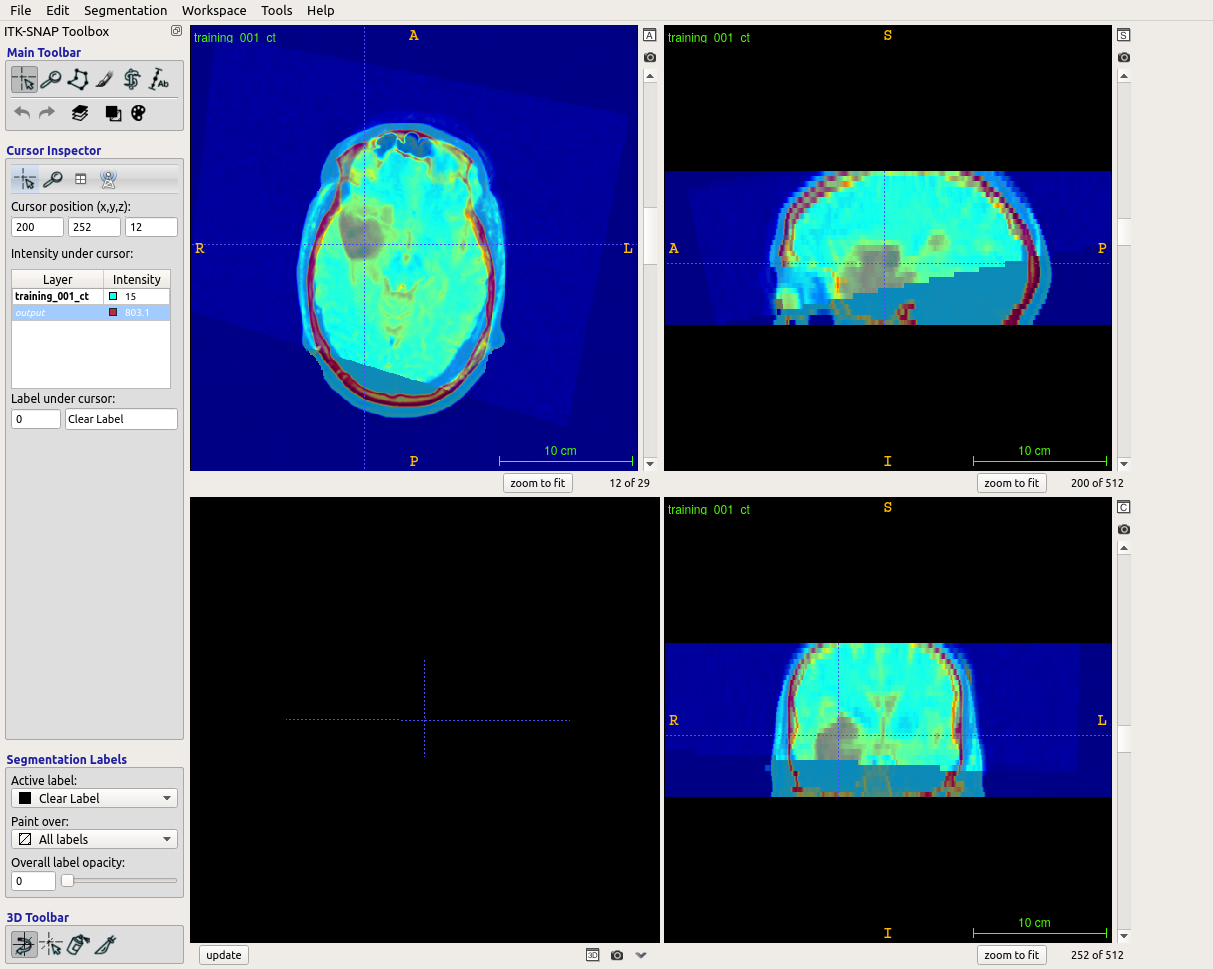 File Edit Segmentation Workspace Tools Help
ITK-SNAP Toolbox
Main Toolbar
Ab
Cursor Inspector
Cursor position (x,y,z):
200 252 12
Intensity under cursor:
Layer Intensity
training_001_ct 15
output 803.1
Label under cursor:
0 Clear Label
Segmentation Labels
Active label:
Clear Label
Paint over:
All labels
Overall label opacity:
0
3D Toolbar
training_001_ct
A
R
L
10 cm
P
A
zoom to fit 12 of 29
training_001_ct
S
A
P
10 cm
I
S
zoom to fit 200 of 512
update 3D
training_001_ct
S
R
L
10 cm
I
C
zoom to fit 252 of 512